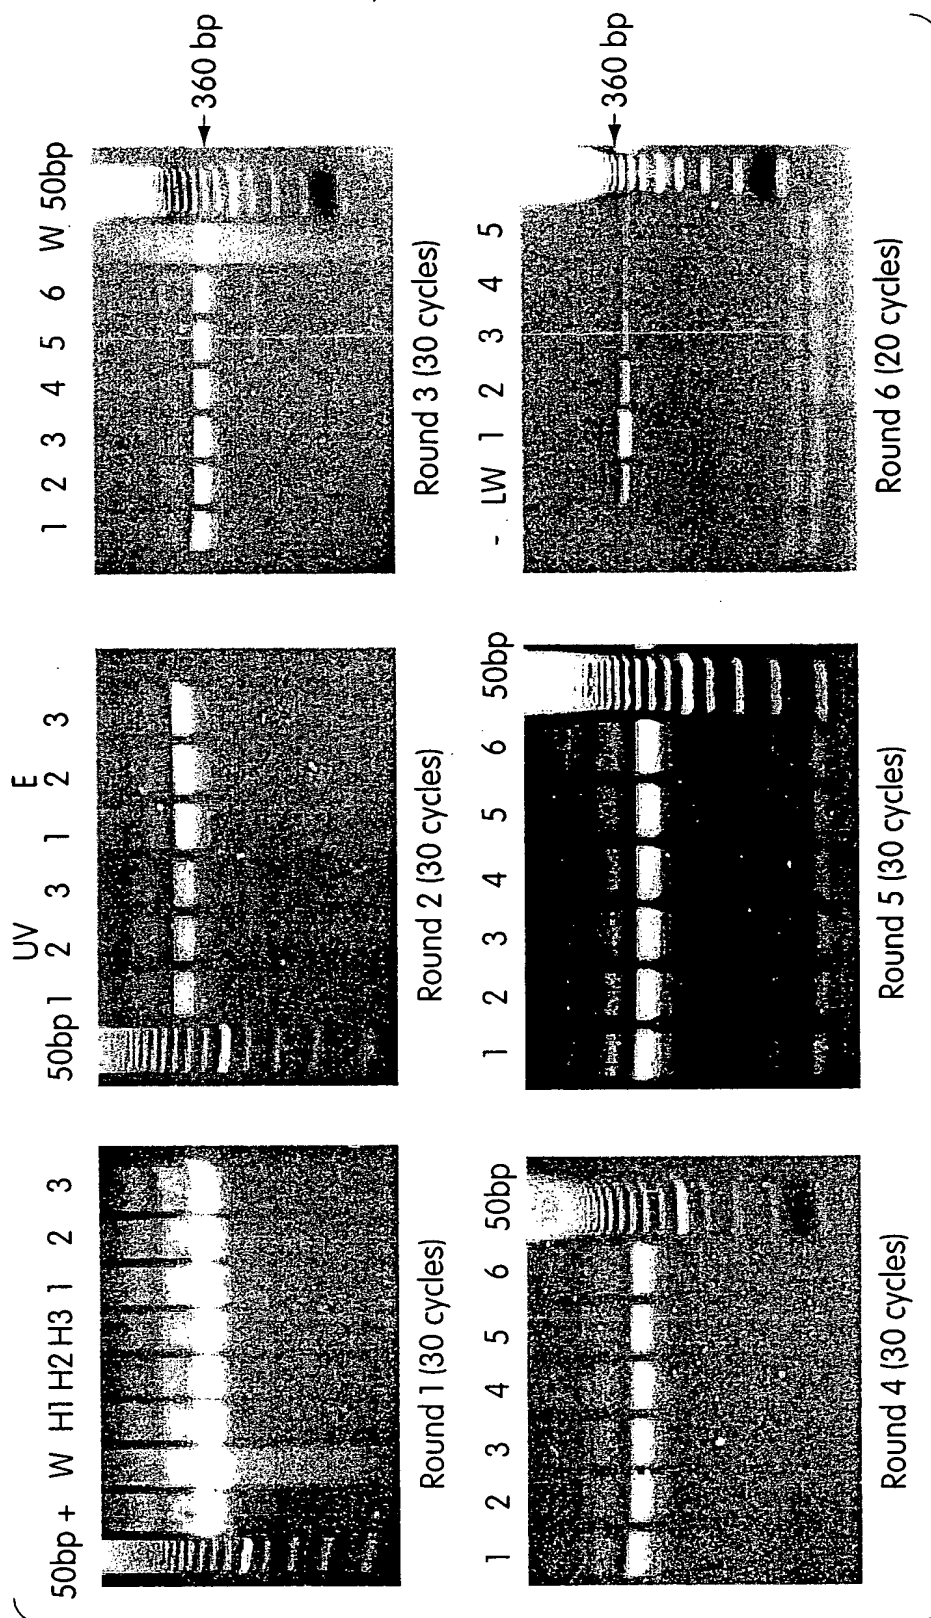 50bp + W H1 H2 H3 1 2 3
Round 1 (30 cycles)
UV E
50bp 1 2 3 1 2 3
Round 2 (30 cycles)
1 2 3 4 5 6 W 50bp
360 bp
Round 3 (30 cycles)
1 2 3 4 5 6 50bp
Round 4 (30 cycles)
1 2 3 4 5 6 50bp
Round 5 (30 cycles)
- LW 1 2 3 4 5
360 bp
Round 6 (20 cycles)